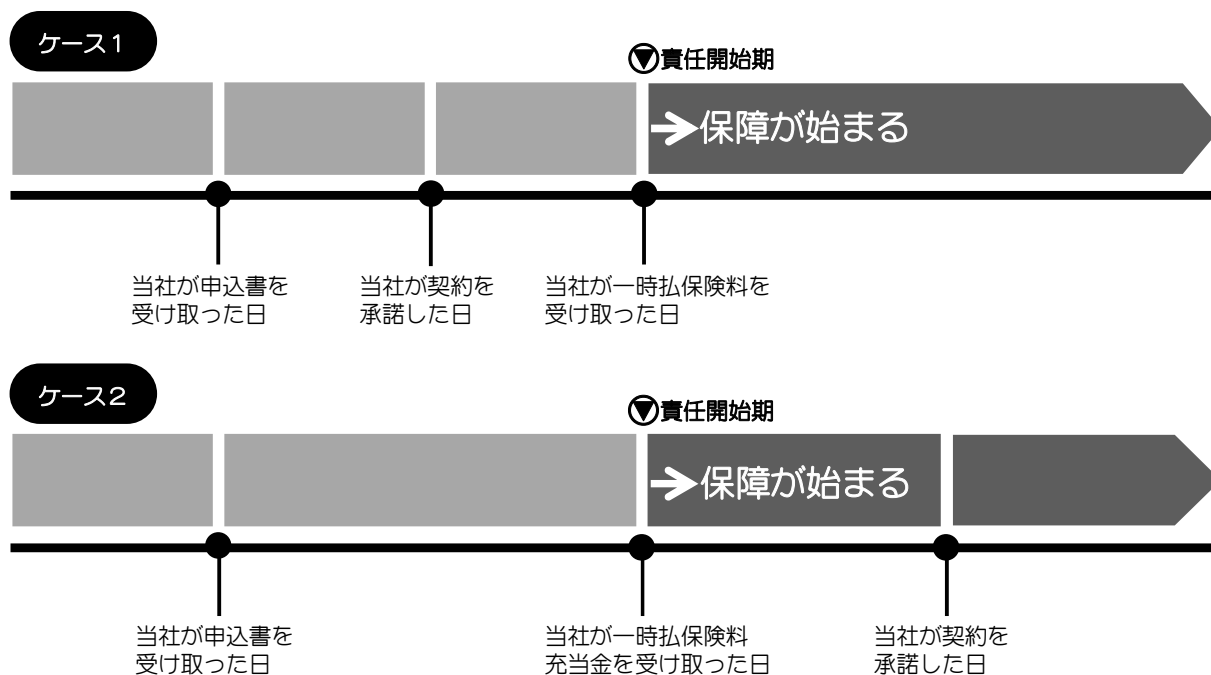 ケース1
▼責任開始期
→保障が始まる
当社が申込書を
受け取った日
当社が契約を
承諾した日
当社が一時払保険料を
受け取った日
ケース2
▼責任開始期
→保障が始まる
当社が申込書を
受け取った日
当社が一時払保険料
充当金を受け取った日
当社が契約を
承諾した日